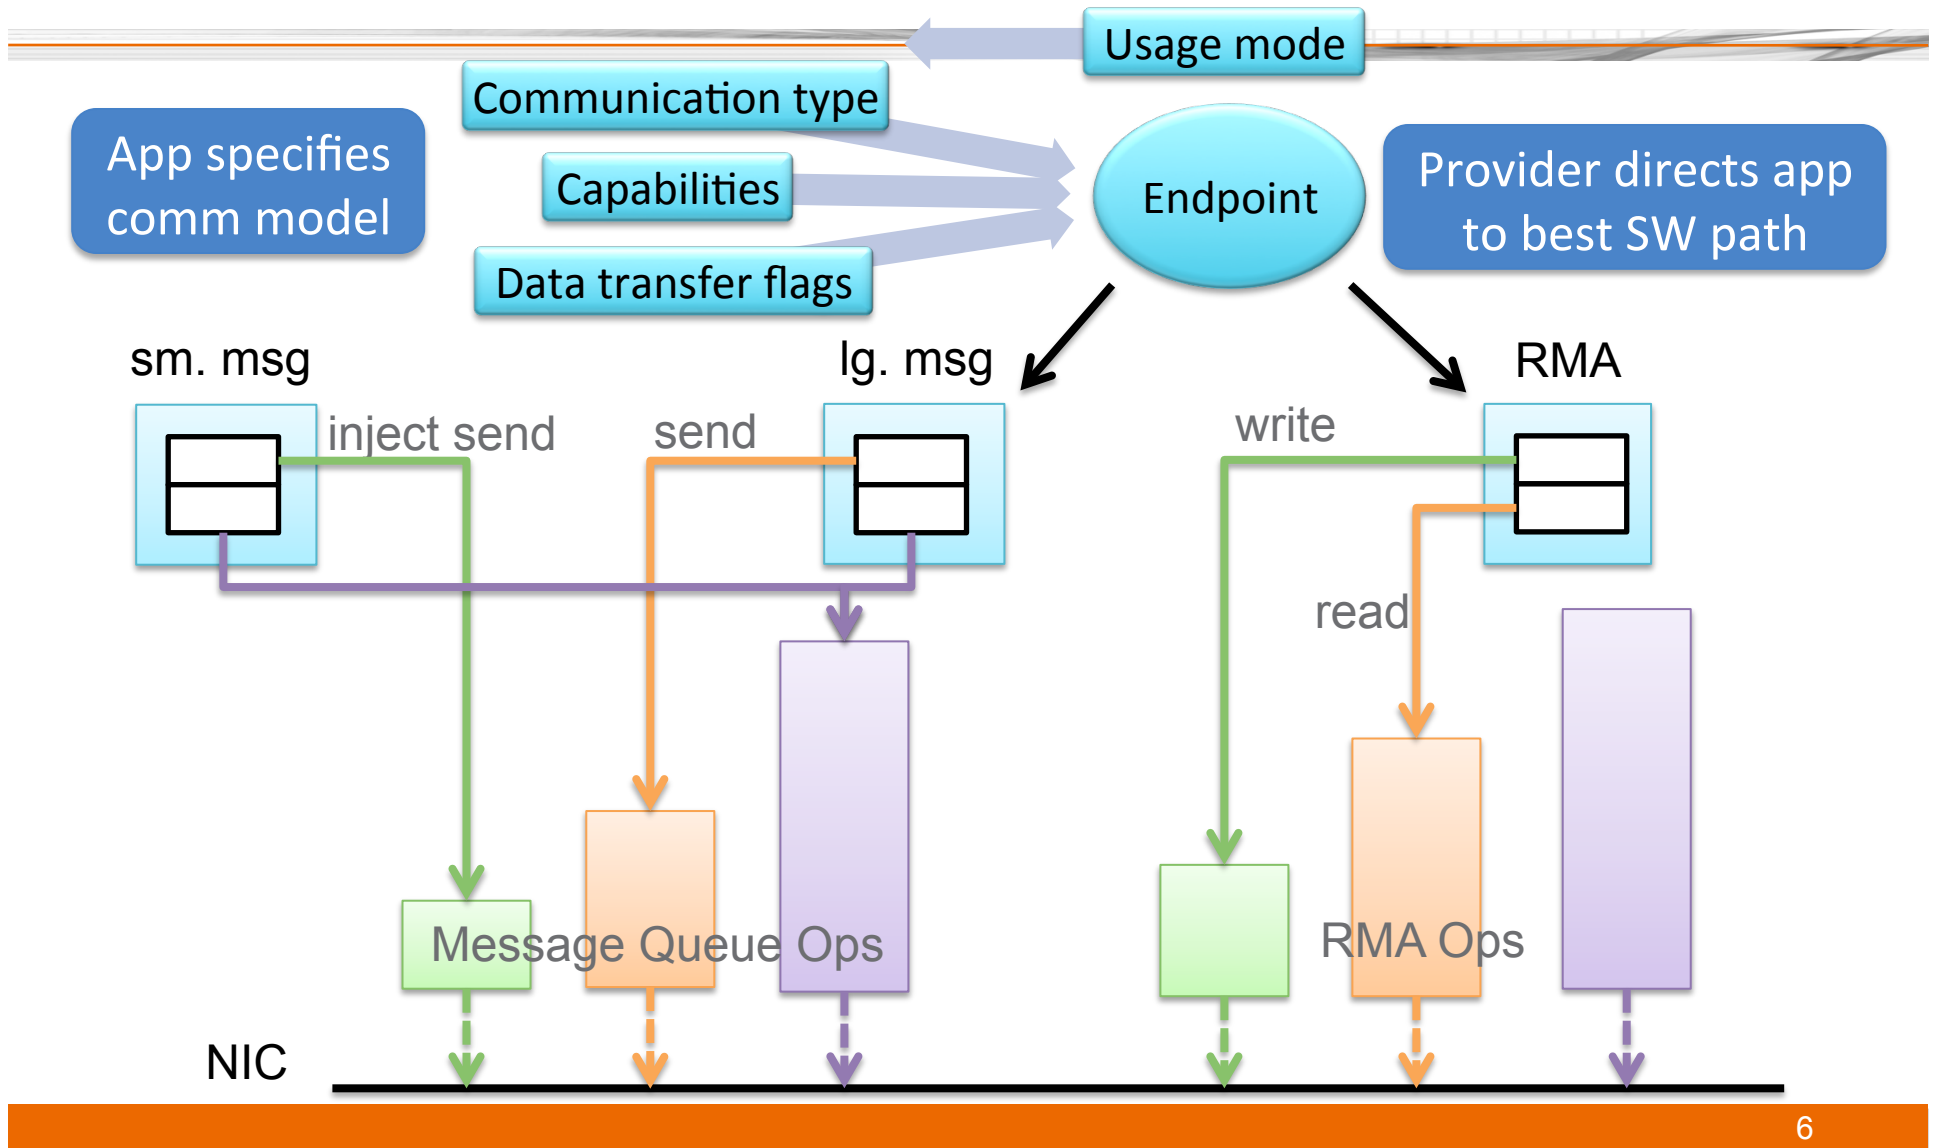 Usage mode
Communication type
App specifies
comm model
Capabilities
Endpoint
Provider directs app
to best SW path
Data transfer flags
sm. msg
lg. msg
RMA
inject send
send
write
read
Message Queue Ops
RMA Ops
NIC
6